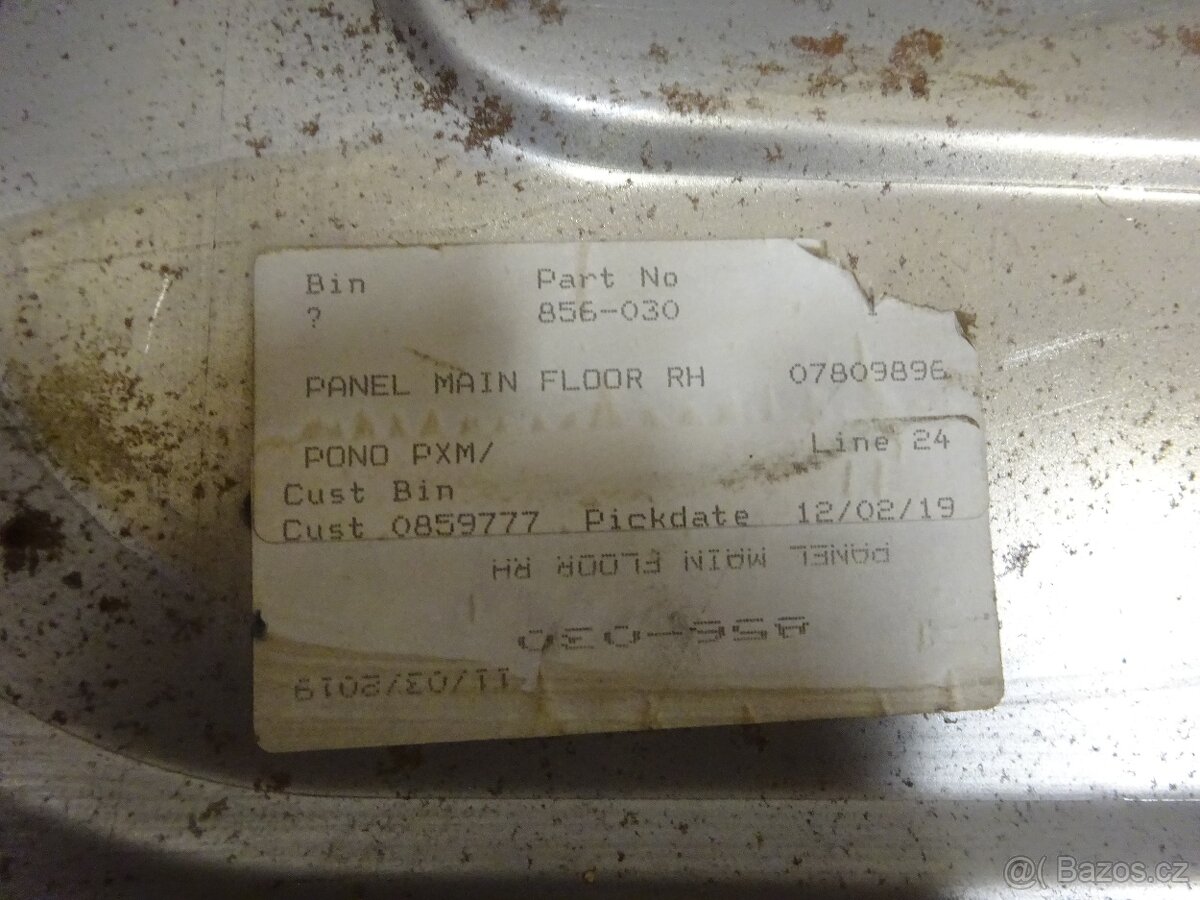 Bin Part No
? 856-030
PANEL MAIN FLOOR RH 07809896
PONO PXM/ Line 24
Cust Bin
Cust 0859777 Pickdate 12/02/19
PANEL MAIN FLOOR RH
856-030
11/03/2019
@( Bazos.cz